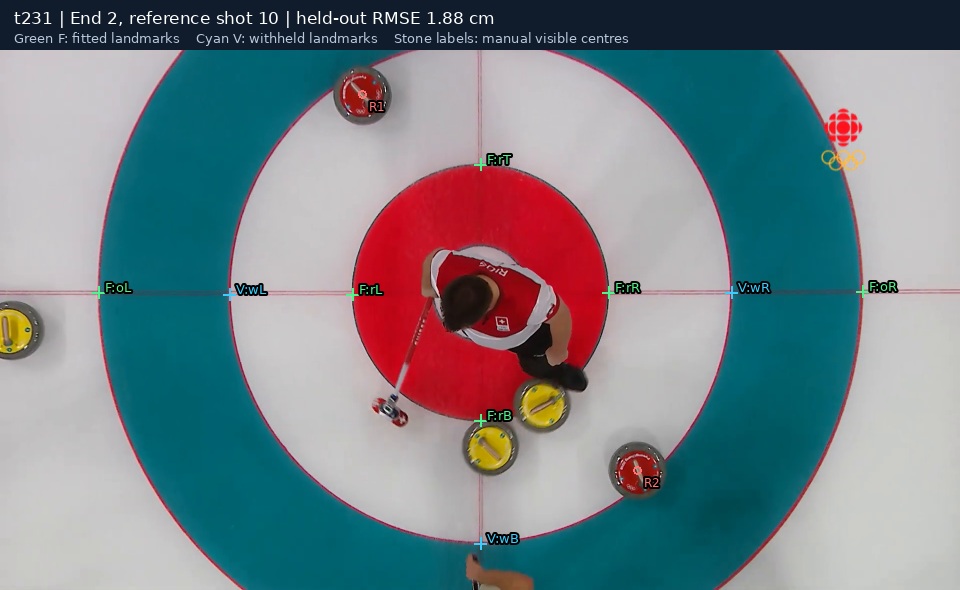 t231 | End 2, reference shot 10 | held-out RMSE 1.88 cm
Green F: fitted landmarks Cyan V: withheld landmarks Stone labels: manual visible centres
R1
F:rT
RIOS
F:oL
V:wL
F:rL
F:rR
V:wR
F:oR
F:rB
R2
V:wB